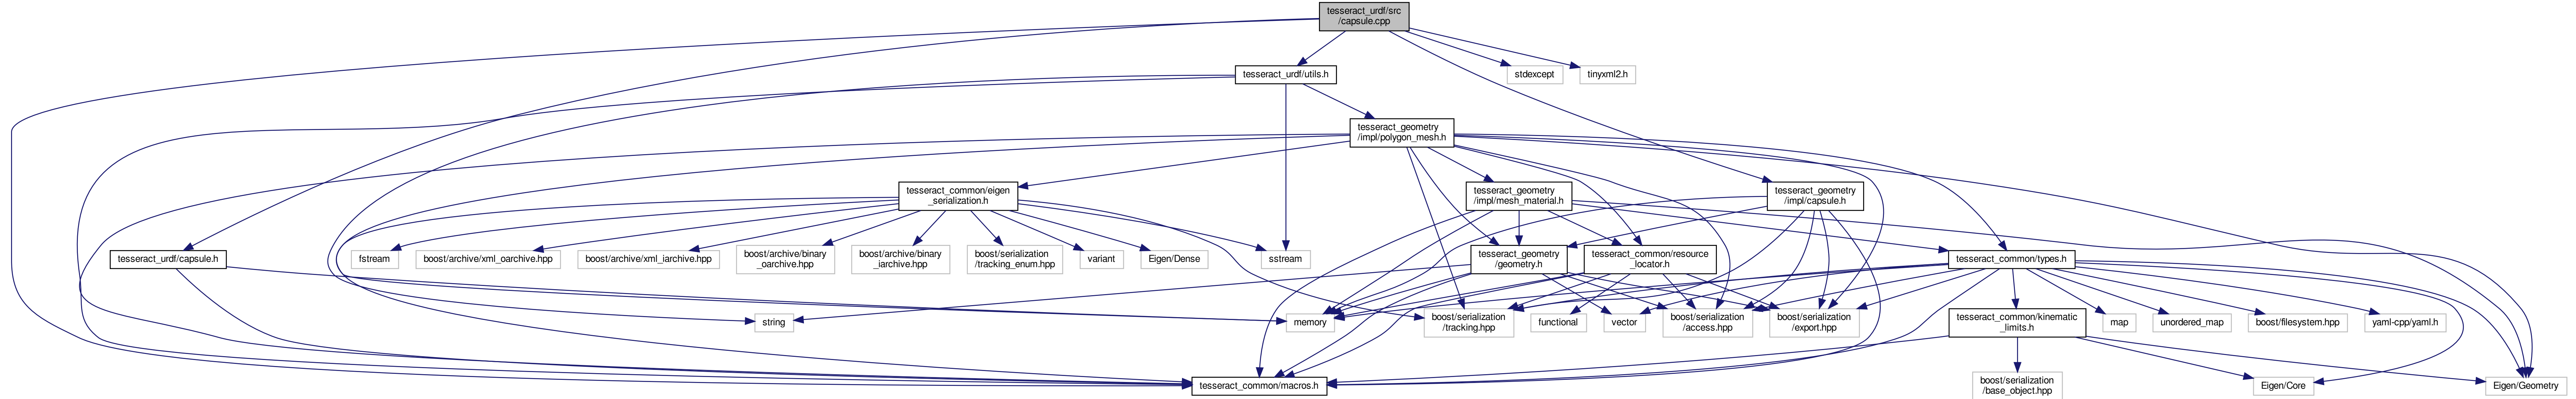 tesseract_urdf/src
/capsule.cpp
tesseract_urdf/utils.h
stdexcept
tinyxml2.h
tesseract_geometry
/impl/polygon_mesh.h
tesseract_common/eigen
_serialization.h
tesseract_geometry
/impl/mesh_material.h
tesseract_geometry
/impl/capsule.h
tesseract_urdf/capsule.h
fstream
boost/archive/xml_oarchive.hpp
boost/archive/xml_iarchive.hpp
boost/archive/binary
_oarchive.hpp
boost/archive/binary
_iarchive.hpp
boost/serialization
/tracking_enum.hpp
variant
Eigen/Dense
sstream
tesseract_geometry
/geometry.h
tesseract_common/resource
_locator.h
tesseract_common/types.h
string
memory
boost/serialization
/tracking.hpp
functional
vector
boost/serialization
/access.hpp
boost/serialization
/export.hpp
tesseract_common/kinematic
_limits.h
map
unordered_map
boost/filesystem.hpp
yaml-cpp/yaml.h
tesseract_common/macros.h
boost/serialization
/base_object.hpp
Eigen/Core
Eigen/Geometry